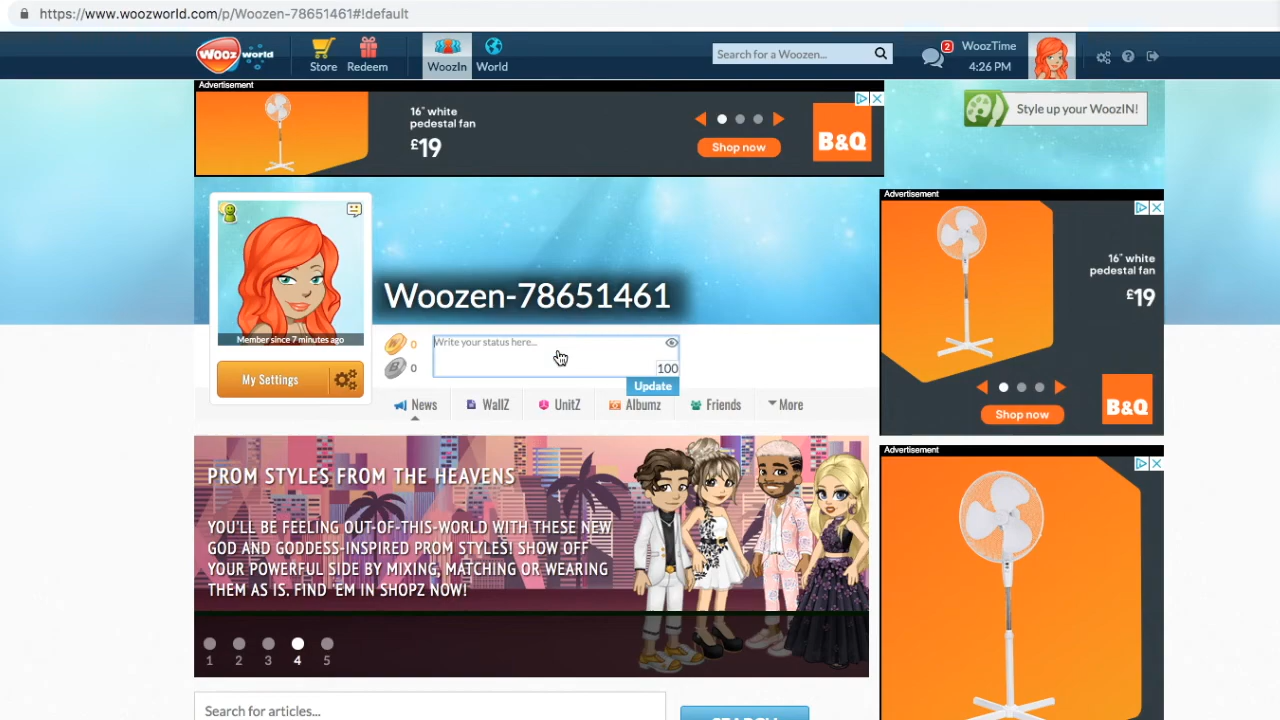 https://www.woozworld.com/p/Woozen-78651461#!default
WOOZ world
Store
Redeem
WoozIn
World
Search for a Woozen...
2
WoozTime
4:26 PM
Advertisement
16" white
pedestal fan
£19
Shop now
B&Q
Style up your WoozIN!
Advertisement
16" white
pedestal fan
£19
Shop now
B&Q
Member since 7 minutes ago
My Settings
Woozen-78651461
0
0
Write your status here...
100
Update
News
WallZ
UnitZ
Albumz
Friends
More
PROM STYLES FROM THE HEAVENS
YOU'LL BE FEELING OUT-OF-THIS-WORLD WITH THESE NEW
GOD AND GODDESS-INSPIRED PROM STYLES! SHOW OFF
YOUR POWERFUL SIDE BY MIXING, MATCHING OR WEARING
THEM AS IS. FIND 'EM IN SHOPZ NOW!
1
2
3
4
5
Advertisement
Search for articles...
SEARCH